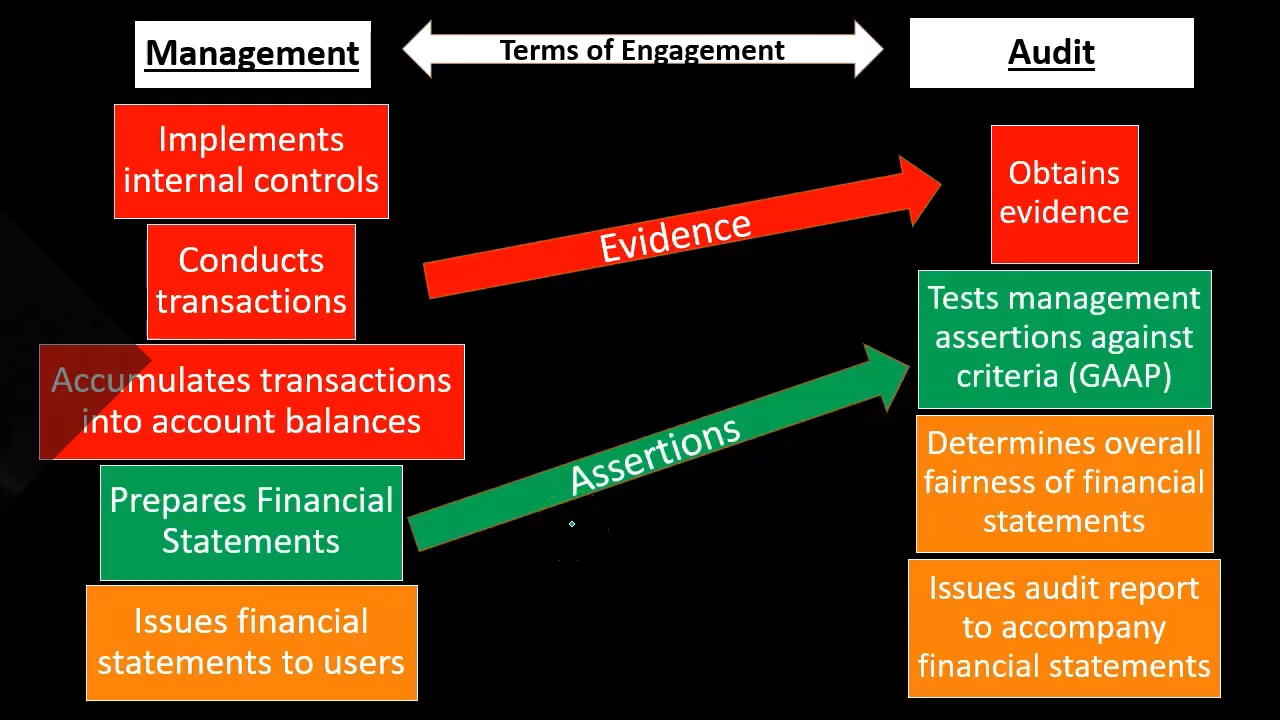 Management
Terms of Engagement
Audit
Implements
internal controls
Conducts
transactions
Accumulates transactions
into account balances
Prepares Financial
Statements
Issues financial
statements to users
Evidence
Assertions
Obtains
evidence
Tests management
assertions against
criteria (GAAP)
Determines overall
fairness of financial
statements
Issues audit report
to accompany
financial statements